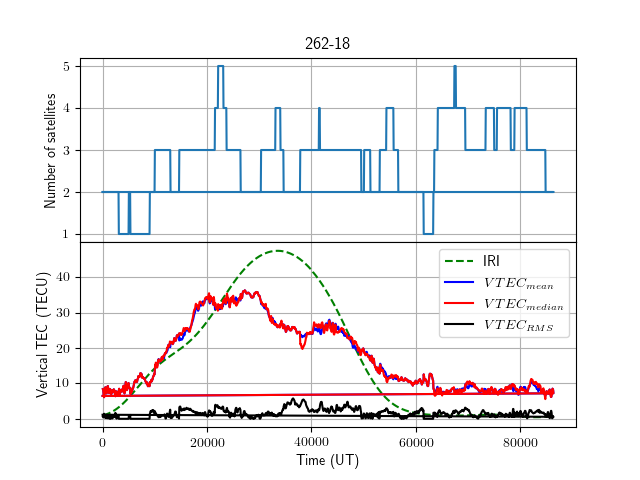 262-18
Number of satellites
5
4
3
2
1
Vertical TEC (TECU)
40
30
20
10
0
IRI
VTEC_mean
VTEC_median
VTEC_RMS
0
20000
40000
60000
80000
Time (UT)